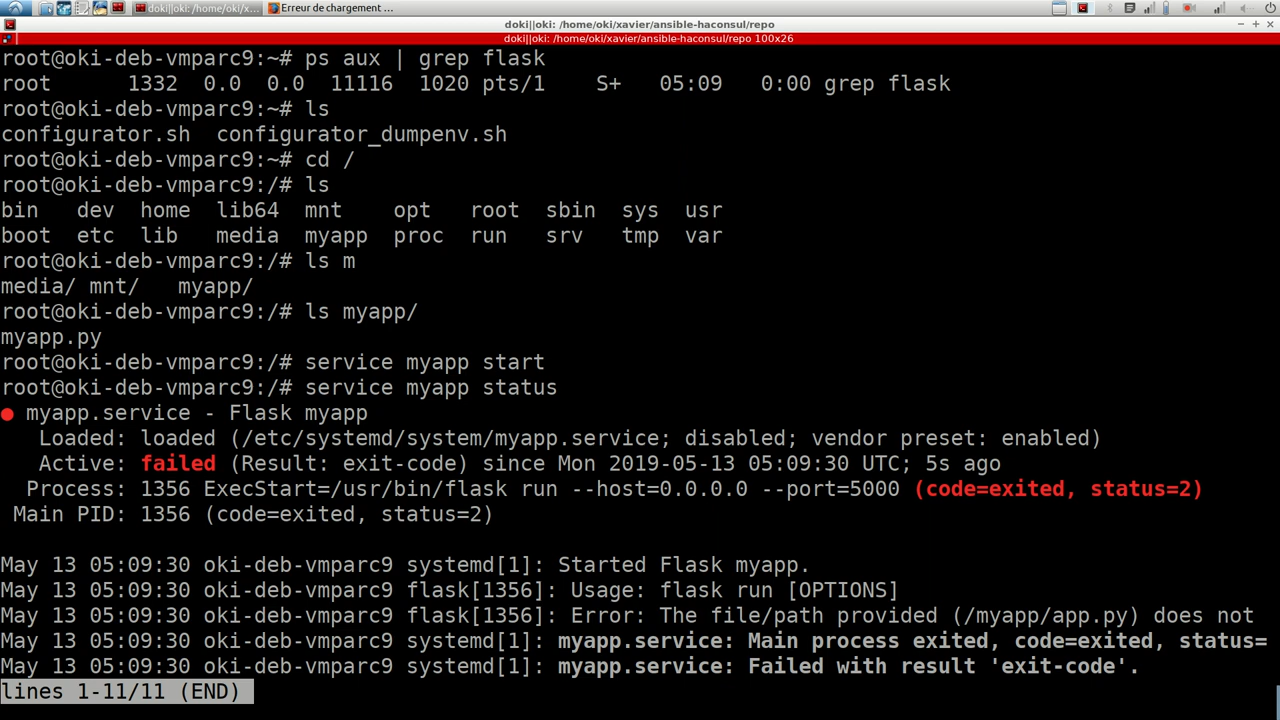 doki||oki: /home/oki/x...
Erreur de chargement ...
doki||oki: /home/oki/xavier/ansible-haconsul/repo
doki||oki: /home/oki/xavier/ansible-haconsul/repo 100x26
root@oki-deb-vmparc9:~# ps aux | grep flask
root      1332  0.0  0.0  11116  1020 pts/1    S+   05:09   0:00 grep flask
root@oki-deb-vmparc9:~# ls
configurator.sh  configurator_dumpenv.sh
root@oki-deb-vmparc9:~# cd /
root@oki-deb-vmparc9:/# ls
bin   dev  home  lib64  mnt    opt   root  sbin  sys  usr
boot  etc  lib   media  myapp  proc  run   srv   tmp  var
root@oki-deb-vmparc9:/# ls m
media/ mnt/   myapp/
root@oki-deb-vmparc9:/# ls myapp/
myapp.py
root@oki-deb-vmparc9:/# service myapp start
root@oki-deb-vmparc9:/# service myapp status
● myapp.service - Flask myapp
   Loaded: loaded (/etc/systemd/system/myapp.service; disabled; vendor preset: enabled)
   Active: failed (Result: exit-code) since Mon 2019-05-13 05:09:30 UTC; 5s ago
  Process: 1356 ExecStart=/usr/bin/flask run --host=0.0.0.0 --port=5000 (code=exited, status=2)
 Main PID: 1356 (code=exited, status=2)
May 13 05:09:30 oki-deb-vmparc9 systemd[1]: Started Flask myapp.
May 13 05:09:30 oki-deb-vmparc9 flask[1356]: Usage: flask run [OPTIONS]
May 13 05:09:30 oki-deb-vmparc9 flask[1356]: Error: The file/path provided (/myapp/app.py) does not
May 13 05:09:30 oki-deb-vmparc9 systemd[1]: myapp.service: Main process exited, code=exited, status=
May 13 05:09:30 oki-deb-vmparc9 systemd[1]: myapp.service: Failed with result 'exit-code'.
lines 1-11/11 (END)